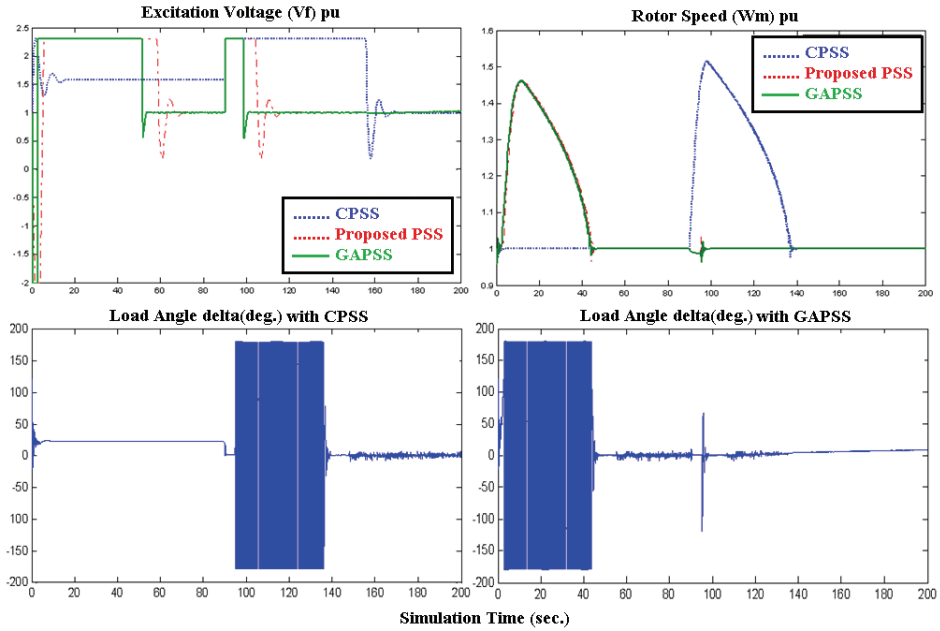 Excitation Voltage (Vf) pu
2.5
2
1.5
1
0.5
0
-0.5
-1
-1.5
-2
0 20 40 60 80 100 120 140 160 180 200
CPSS
Proposed PSS
GAPSS
Rotor Speed (Wm) pu
1.6
1.5
1.4
1.3
1.2
1.1
1
0.9
0 20 40 60 80 100 120 140 160 180 200
CPSS
Proposed PSS
GAPSS
Load Angle delta(deg.) with CPSS
200
150
100
50
0
-50
-100
-150
-200
0 20 40 60 80 100 120 140 160 180 200
Load Angle delta(deg.) with GAPSS
200
150
100
50
0
-50
-100
-150
-200
0 20 40 60 80 100 120 140 160 180 200
Simulation Time (sec.)